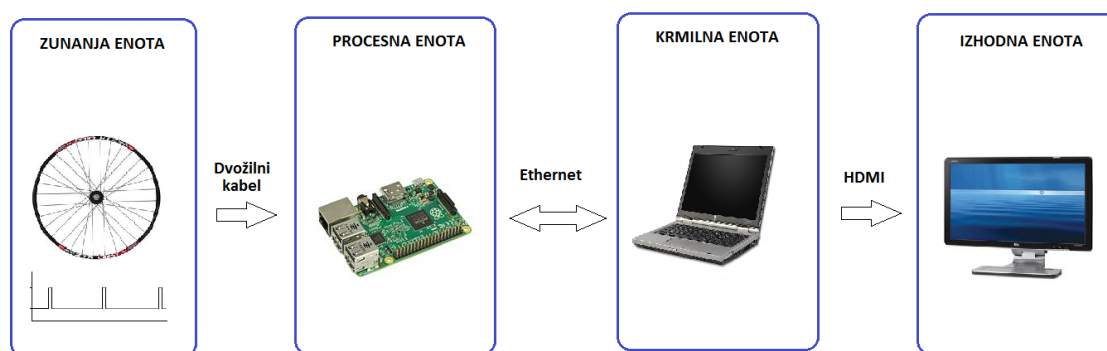 ZUNANJA ENOTA
PROCESNA ENOTA
KRMILNA ENOTA
IZHODNA ENOTA
Dvožilni
kabel
Ethernet
HDMI